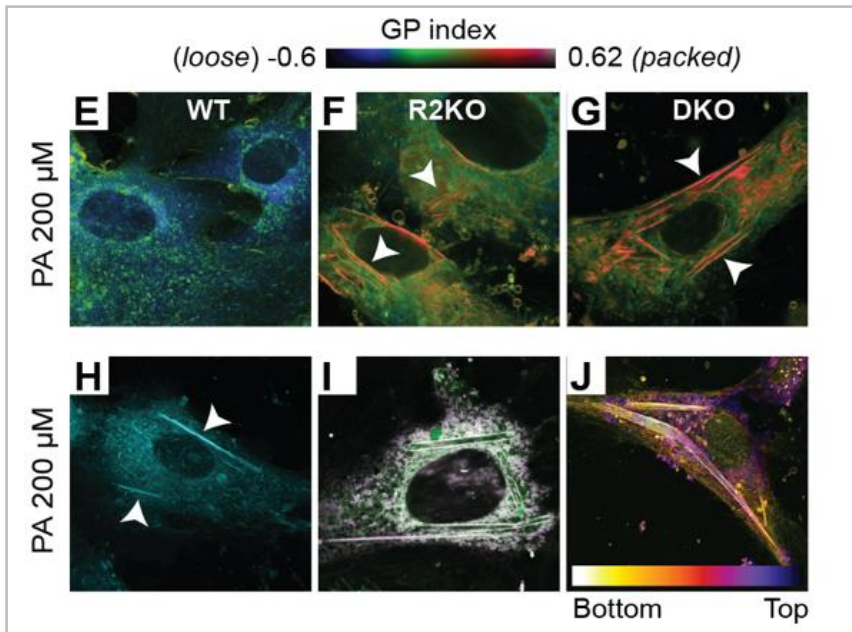 GP index
(loose) -0.6 0.62 (packed)
E WT F R2KO G DKO
PA 200 µM
H I J
PA 200 µM
Bottom Top